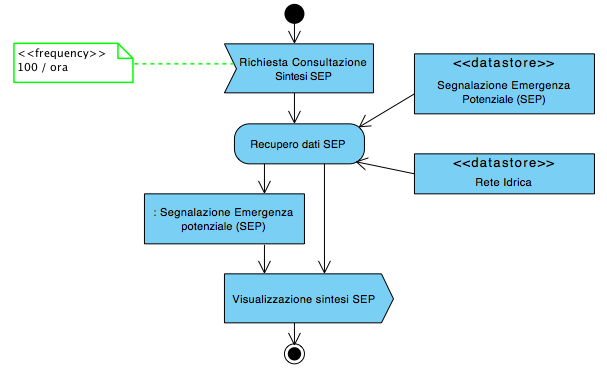 <<frequency>>
100 / ora
Richiesta Consultazione
Sintesi SEP
<<datastore>>
Segnalazione Emergenza
Potenziale (SEP)
Recupero dati SEP
<<datastore>>
Rete Idrica
: Segnalazione Emergenza
potenziale (SEP)
Visualizzazione sintesi SEP